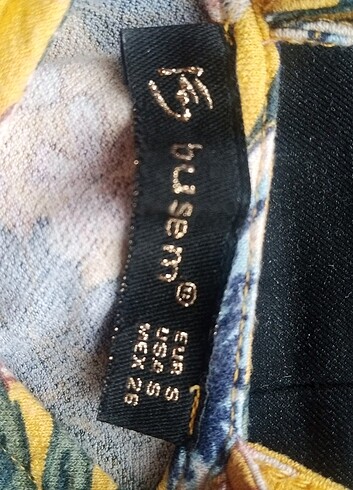 busem®
EUR S
USA S
MEX 26